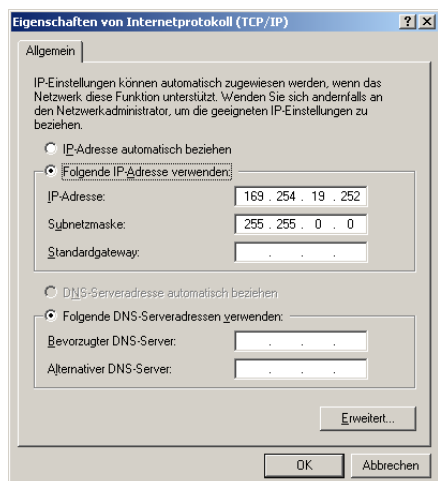 Eigenschaften von Internetprotokoll (TCP/IP)
Allgemein
IP-Einstellungen können automatisch zugewiesen werden, wenn das
Netzwerk diese Funktion unterstützt. Wenden Sie sich andernfalls an
den Netzwerkadministrator, um die geeigneten IP-Einstellungen zu
beziehen.
IP-Adresse automatisch beziehen
Folgende IP-Adresse verwenden:
IP-Adresse: 169 . 254 . 19 . 252
Subnetzmaske: 255 . 255 . 0 . 0
Standardgateway: . . .
DNS-Serveradresse automatisch beziehen
Folgende DNS-Serveradressen verwenden:
Bevorzugter DNS-Server: . . .
Alternativer DNS-Server: . . .
Erweitert...
OK Abbrechen